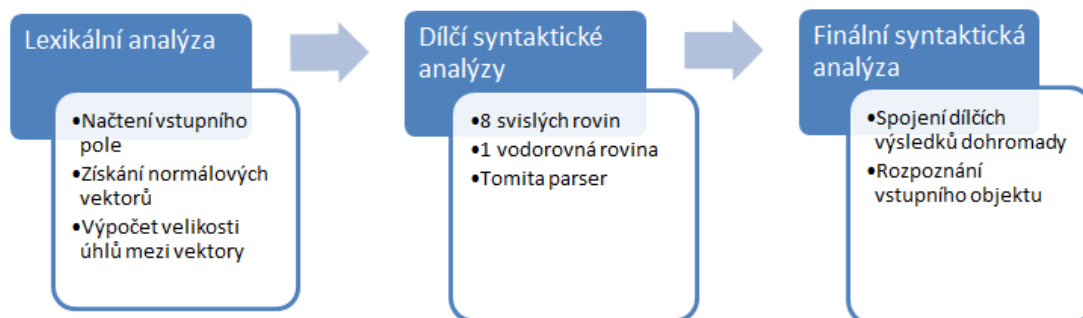 Lexikální analýza
•Načtení vstupního
pole
•Získání normálových
vektorů
•Výpočet velikosti
úhlů mezi vektory
Dílčí syntaktické
analýzy
•8 svislých rovin
•1 vodorovná rovina
•Tomita parser
Finální syntaktická
analýza
•Spojení dílčích
výsledků dohromady
•Rozpoznání
vstupního objektu